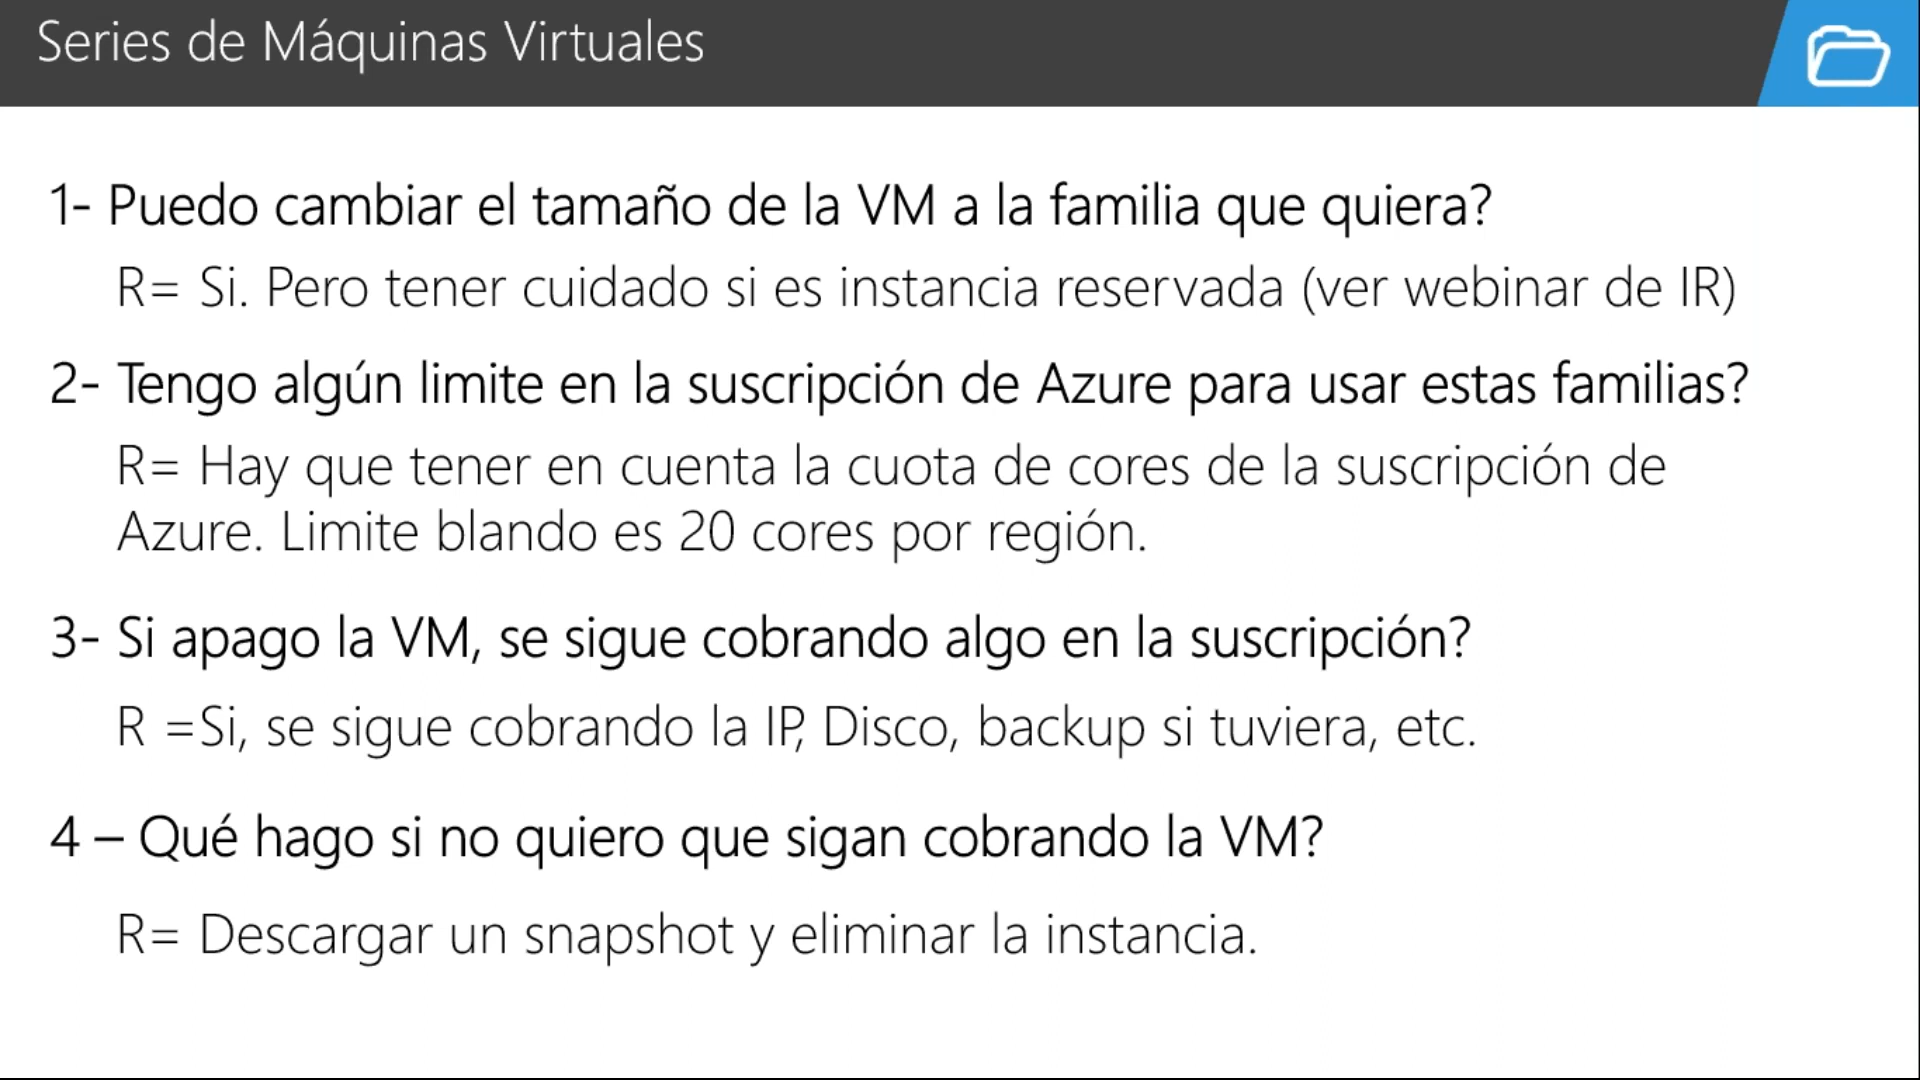 Series de Máquinas Virtuales
1- Puedo cambiar el tamaño de la VM a la familia que quiera?
R= Si. Pero tener cuidado si es instancia reservada (ver webinar de IR)
2- Tengo algún limite en la suscripción de Azure para usar estas familias?
R= Hay que tener en cuenta la cuota de cores de la suscripción de
Azure. Limite blando es 20 cores por región.
3- Si apago la VM, se sigue cobrando algo en la suscripción?
R =Si, se sigue cobrando la IP, Disco, backup si tuviera, etc.
4 – Qué hago si no quiero que sigan cobrando la VM?
R= Descargar un snapshot y eliminar la instancia.